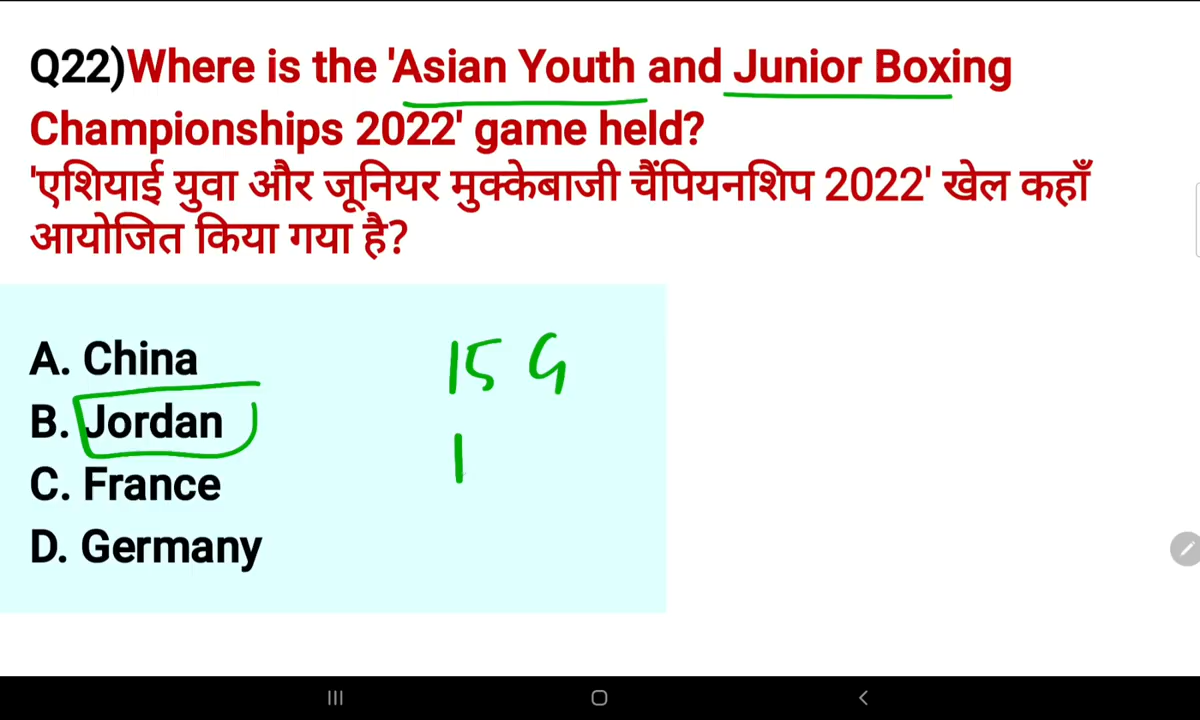 Q22)Where is the 'Asian Youth and Junior Boxing
Championships 2022' game held?
'एशियाई युवा और जूनियर मुक्केबाजी चैंपियनशिप 2022' खेल कहाँ
आयोजित किया गया है?
A. China
15 G
B. Jordan
C. France
D. Germany